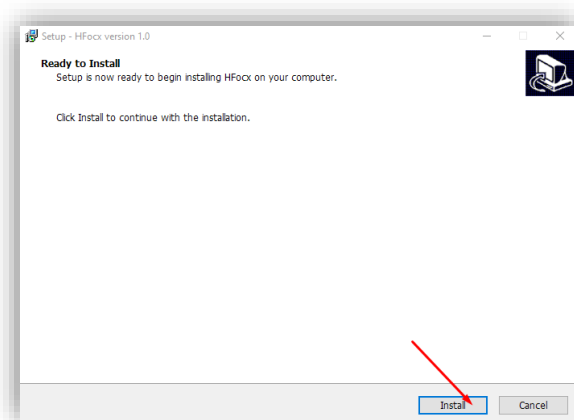 Setup - HFocx version 1.0
Ready to Install
Setup is now ready to begin installing HFocx on your computer.
Click Install to continue with the installation.
Install
Cancel